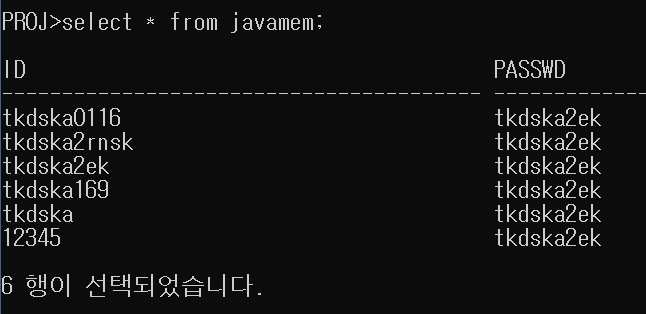 PROJ>select * from javamem;
ID PASSWD
---------------------------------------- -------------
tkdska0116 tkdska2ek
tkdska2rnsk tkdska2ek
tkdska2ek tkdska2ek
tkdska169 tkdska2ek
tkdska tkdska2ek
12345 tkdska2ek
6 행이 선택되었습니다.